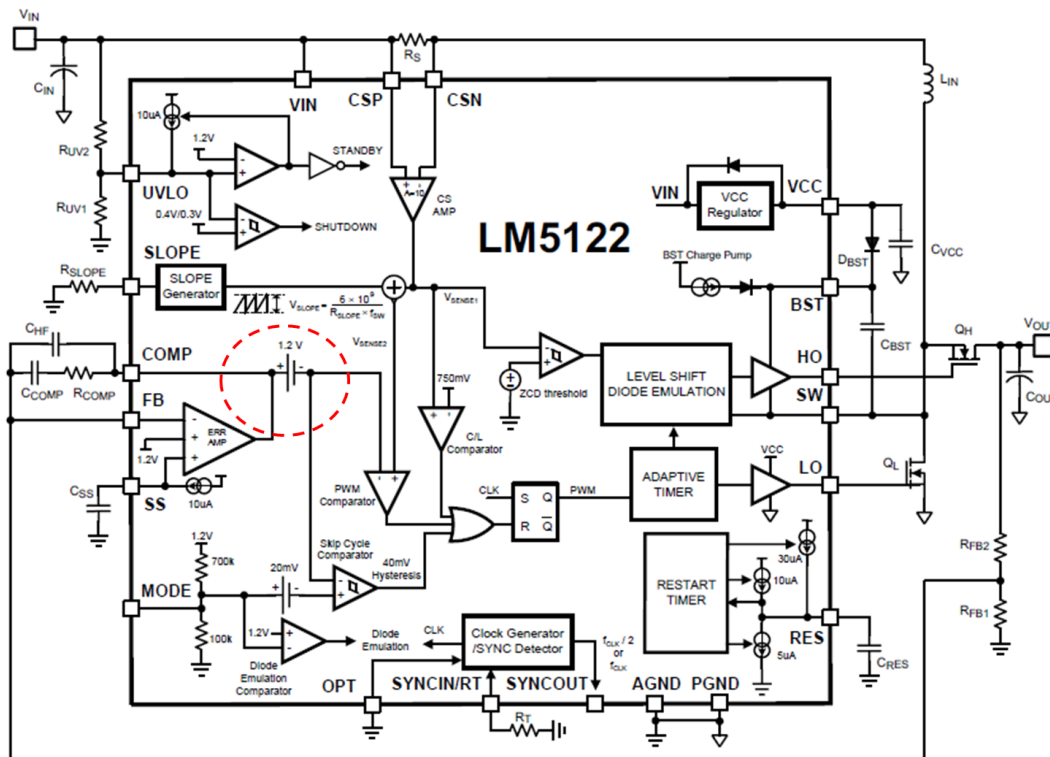 VIN
CIN
RS
LIN
VIN
CSP
CSN
10uA
1.2V
STANDBY
RUV2
UVLO
RUV1
0.4V/0.3V
SHUTDOWN
A=10
CS
AMP
LM5122
VIN
VCC
Regulator
VCC
DBST
CVCC
BST Charge Pump
BST
CBST
SLOPE
RSLOPE
SLOPE
Generator
VSLOPE = 6 × 10⁹ / RSLOPE × fSW
VSENSE1
VSENSE2
CHF
COMP
CCOMP
RCOMP
1.2 V
FB
ERR
AMP
1.2V
SS
CSS
10uA
750mV
C/L
Comparator
PWM
Comparator
ZCD threshold
LEVEL SHIFT
DIODE EMULATION
HO
SW
QH
VOUT
COU
ADAPTIVE
TIMER
VCC
LO
QL
CLK
S Q
R Q̅
PWM
1.2V
700k
MODE
100k
20mV
Skip Cycle
Comparator
40mV
Hysteresis
1.2V
Diode
Emulation
Comparator
Diode
Emulation
CLK
Clock Generator
/SYNC Detector
fCLK / 2
or
fCLK
RESTART
TIMER
30uA
10uA
5uA
RES
CRES
RFB2
RFB1
OPT
SYNCIN/RT
SYNCOUT
AGND
PGND
RT